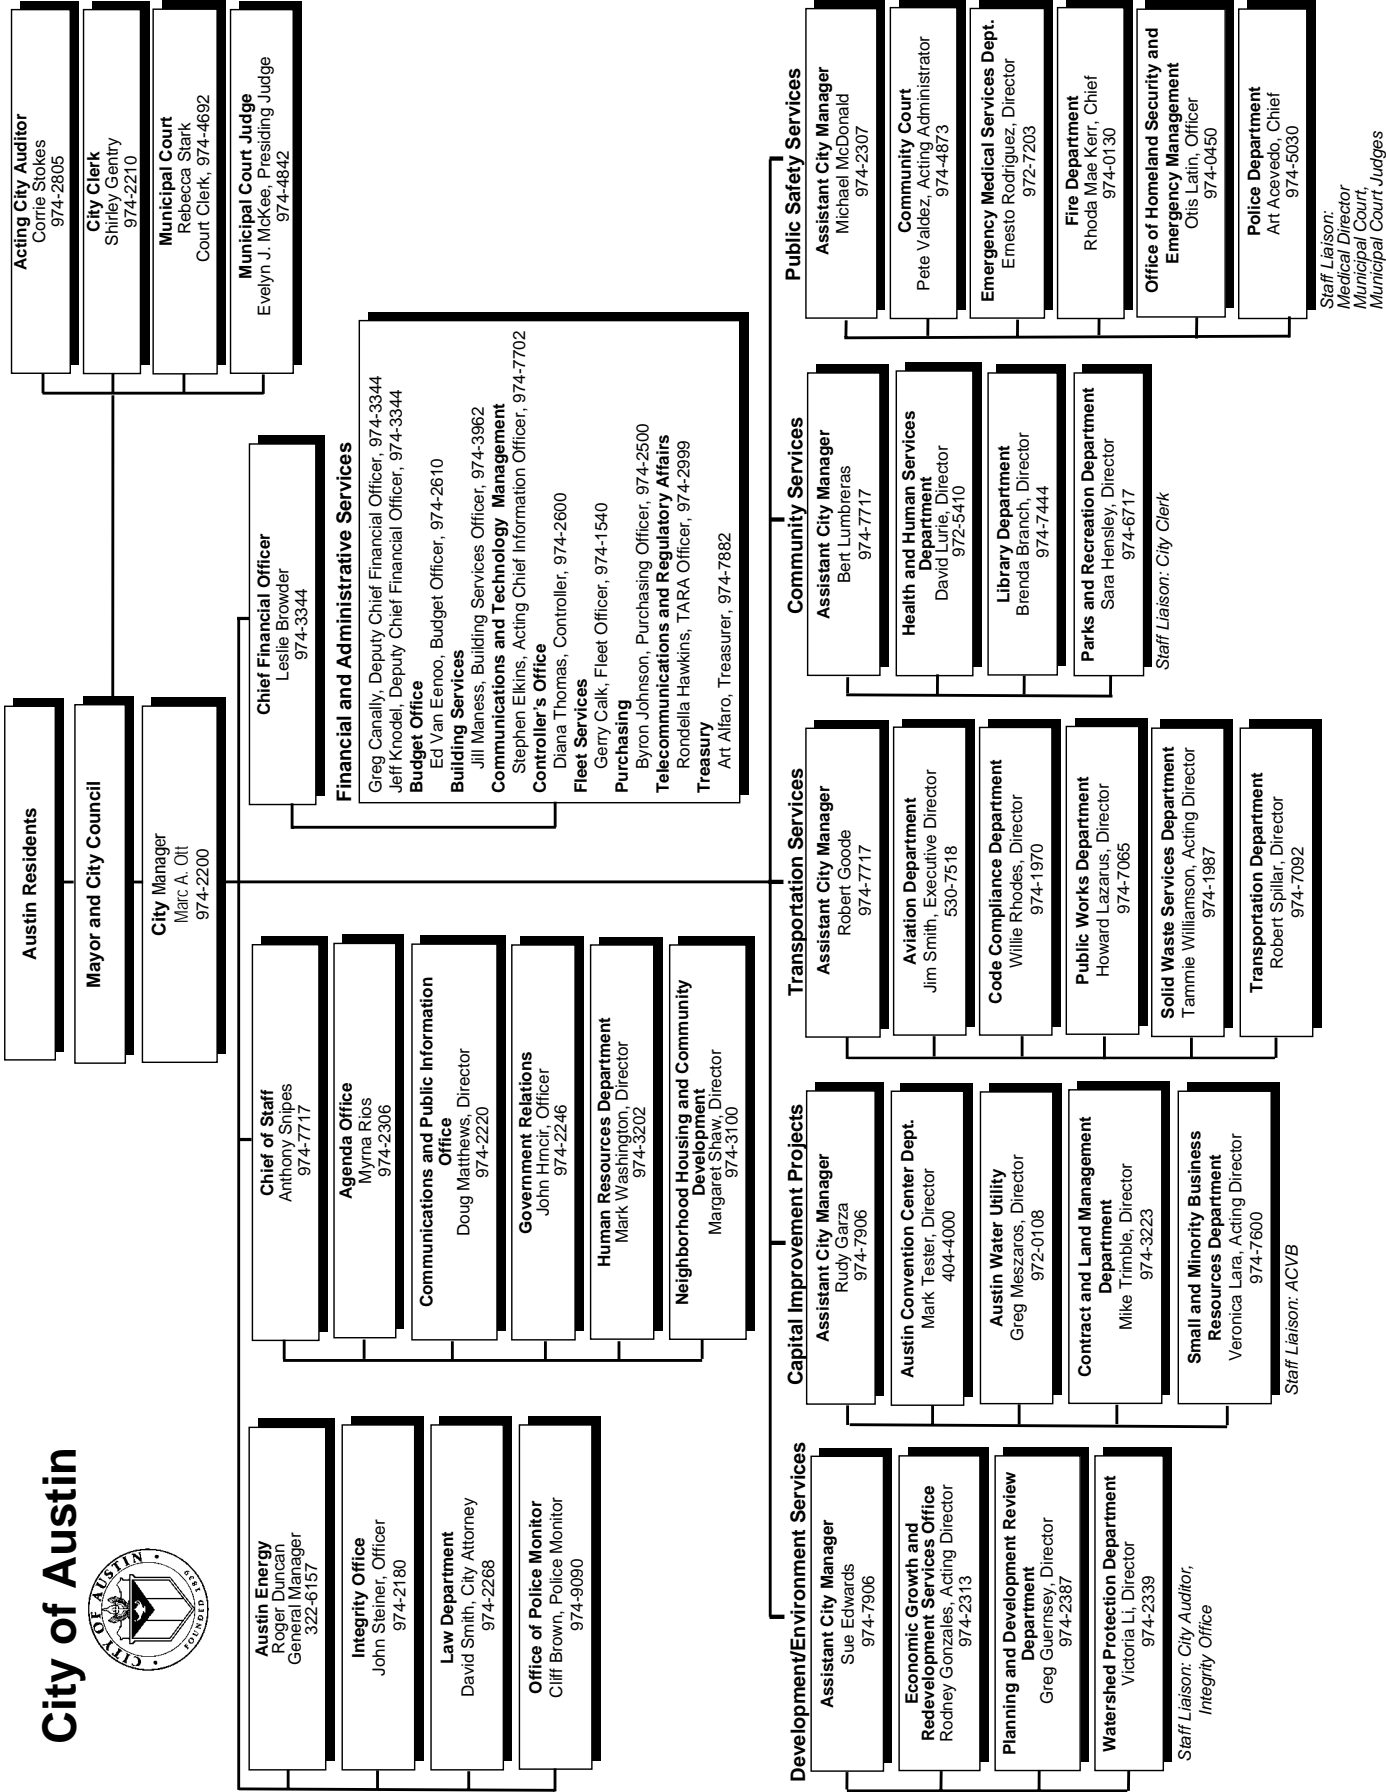 City of Austin
CITY OF AUSTIN
FOUNDED 1839
Austin Residents
Mayor and City Council
City Manager
Marc A. Ott
974-2200
Acting City Auditor
Corrie Stokes
974-2805
City Clerk
Shirley Gentry
974-2210
Municipal Court
Rebecca Stark
Court Clerk, 974-4692
Municipal Court Judge
Evelyn J. McKee, Presiding Judge
974-4842
Austin Energy
Roger Duncan
General Manager
322-6157
Integrity Office
John Steiner, Officer
974-2180
Law Department
David Smith, City Attorney
974-2268
Office of Police Monitor
Cliff Brown, Police Monitor
974-9090
Chief of Staff
Anthony Snipes
974-7717
Agenda Office
Myrna Rios
974-2306
Communications and Public Information
Office
Doug Matthews, Director
974-2220
Government Relations
John Hrncir, Officer
974-2246
Human Resources Department
Mark Washington, Director
974-3202
Neighborhood Housing and Community
Development
Margaret Shaw, Director
974-3100
Chief Financial Officer
Leslie Browder
974-3344
Financial and Administrative Services
Greg Canally, Deputy Chief Financial Officer, 974-3344
Jeff Knodel, Deputy Chief Financial Officer, 974-3344
Budget Office
Ed Van Eenoo, Budget Officer, 974-2610
Building Services
Jill Maness, Building Services Officer, 974-3962
Communications and Technology Management
Stephen Elkins, Acting Chief Information Officer, 974-7702
Controller's Office
Diana Thomas, Controller, 974-2600
Fleet Services
Gerry Calk, Fleet Officer, 974-1540
Purchasing
Byron Johnson, Purchasing Officer, 974-2500
Telecommunications and Regulatory Affairs
Rondella Hawkins, TARA Officer, 974-2999
Treasury
Art Alfaro, Treasurer, 974-7882
Development/Environment Services
Assistant City Manager
Sue Edwards
974-7906
Economic Growth and
Redevelopment Services Office
Rodney Gonzales, Acting Director
974-2313
Planning and Development Review
Department
Greg Guernsey, Director
974-2387
Watershed Protection Department
Victoria Li, Director
974-2339
Staff Liaison: City Auditor,
Integrity Office
Capital Improvement Projects
Assistant City Manager
Rudy Garza
974-7906
Austin Convention Center Dept.
Mark Tester, Director
404-4000
Austin Water Utility
Greg Meszaros, Director
972-0108
Contract and Land Management
Department
Mike Trimble, Director
974-3223
Small and Minority Business
Resources Department
Veronica Lara, Acting Director
974-7600
Staff Liaison: ACVB
Transportation Services
Assistant City Manager
Robert Goode
974-7717
Aviation Department
Jim Smith, Executive Director
530-7518
Code Compliance Department
Willie Rhodes, Director
974-1970
Public Works Department
Howard Lazarus, Director
974-7065
Solid Waste Services Department
Tammie Williamson, Acting Director
974-1987
Transportation Department
Robert Spillar, Director
974-7092
Community Services
Assistant City Manager
Bert Lumbreras
974-7717
Health and Human Services
Department
David Lurie, Director
972-5410
Library Department
Brenda Branch, Director
974-7444
Parks and Recreation Department
Sara Hensley, Director
974-6717
Staff Liaison: City Clerk
Public Safety Services
Assistant City Manager
Michael McDonald
974-2307
Community Court
Pete Valdez, Acting Administrator
974-4873
Emergency Medical Services Dept.
Ernesto Rodriguez, Director
972-7203
Fire Department
Rhoda Mae Kerr, Chief
974-0130
Office of Homeland Security and
Emergency Management
Otis Latin, Officer
974-0450
Police Department
Art Acevedo, Chief
974-5030
Staff Liaison:
Medical Director
Municipal Court,
Municipal Court Judges